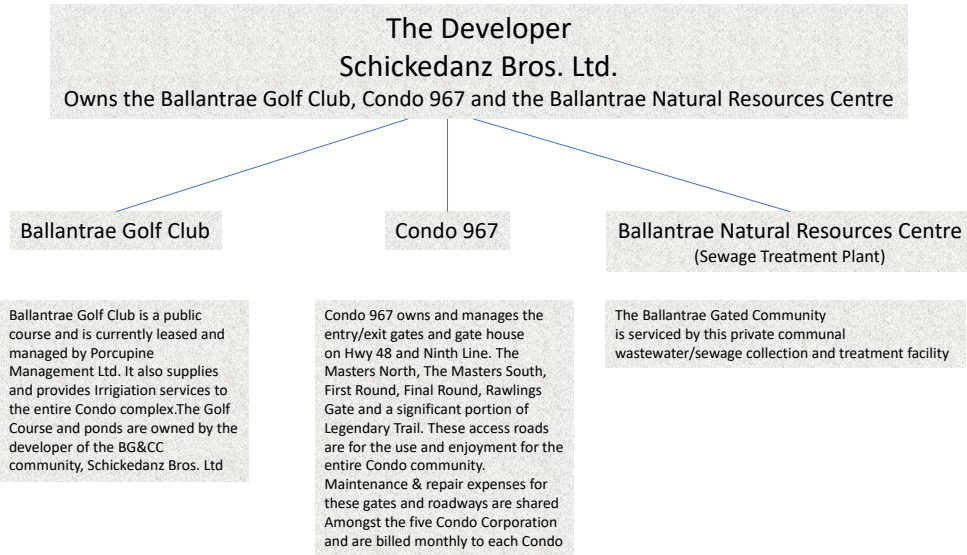 The Developer
Schickedanz Bros. Ltd.
Owns the Ballantrae Golf Club, Condo 967 and the Ballantrae Natural Resources Centre
Ballantrae Golf Club
Condo 967
Ballantrae Natural Resources Centre
(Sewage Treatment Plant)
Ballantrae Golf Club is a public
course and is currently leased and
managed by Porcupine
Management Ltd. It also supplies
and provides Irrigiation services to
the entire Condo complex.The Golf
Course and ponds are owned by the
developer of the BG&CC
community, Schickedanz Bros. Ltd
Condo 967 owns and manages the
entry/exit gates and gate house
on Hwy 48 and Ninth Line. The
Masters North, The Masters South,
First Round, Final Round, Rawlings
Gate and a significant portion of
Legendary Trail. These access roads
are for the use and enjoyment for the
entire Condo community.
Maintenance & repair expenses for
these gates and roadways are shared
Amongst the five Condo Corporation
and are billed monthly to each Condo
The Ballantrae Gated Community
is serviced by this private communal
wastewater/sewage collection and treatment facility